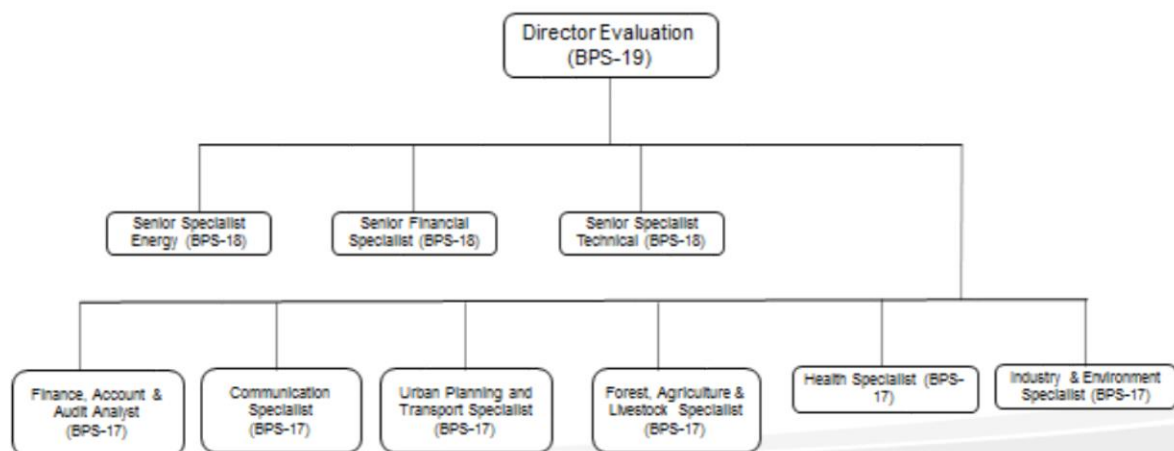 Director Evaluation
(BPS-19)
Senior Specialist
Energy (BPS-18)
Senior Financial
Specialist (BPS-18)
Senior Specialist
Technical (BPS-18)
Finance, Account &
Audit Analyst
(BPS-17)
Communication
Specialist
(BPS-17)
Urban Planning and
Transport Specialist
(BPS-17)
Forest, Agriculture &
Livestock Specialist
(BPS-17)
Health Specialist (BPS-
17)
Industry & Environment
Specialist (BPS-17)